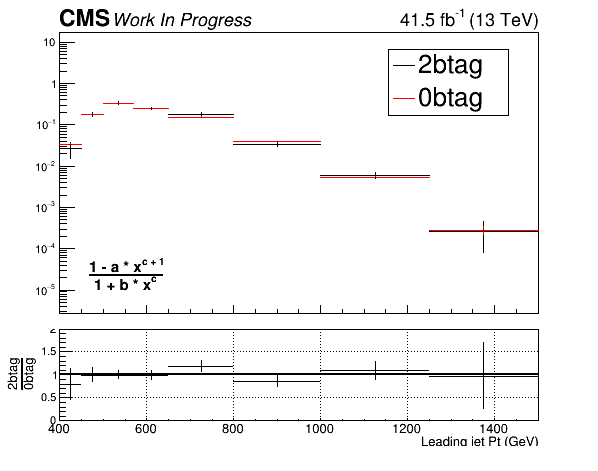 CMS Work In Progress 41.5 fb⁻¹ (13 TeV)
10
1
10⁻¹
10⁻²
10⁻³
10⁻⁴
10⁻⁵
2btag
0btag
1 - a * x^(c + 1)
1 + b * x^c
2
1.5
1
0.5
0
2btag
0btag
400 600 800 1000 1200 1400
Leading jet Pt (GeV)